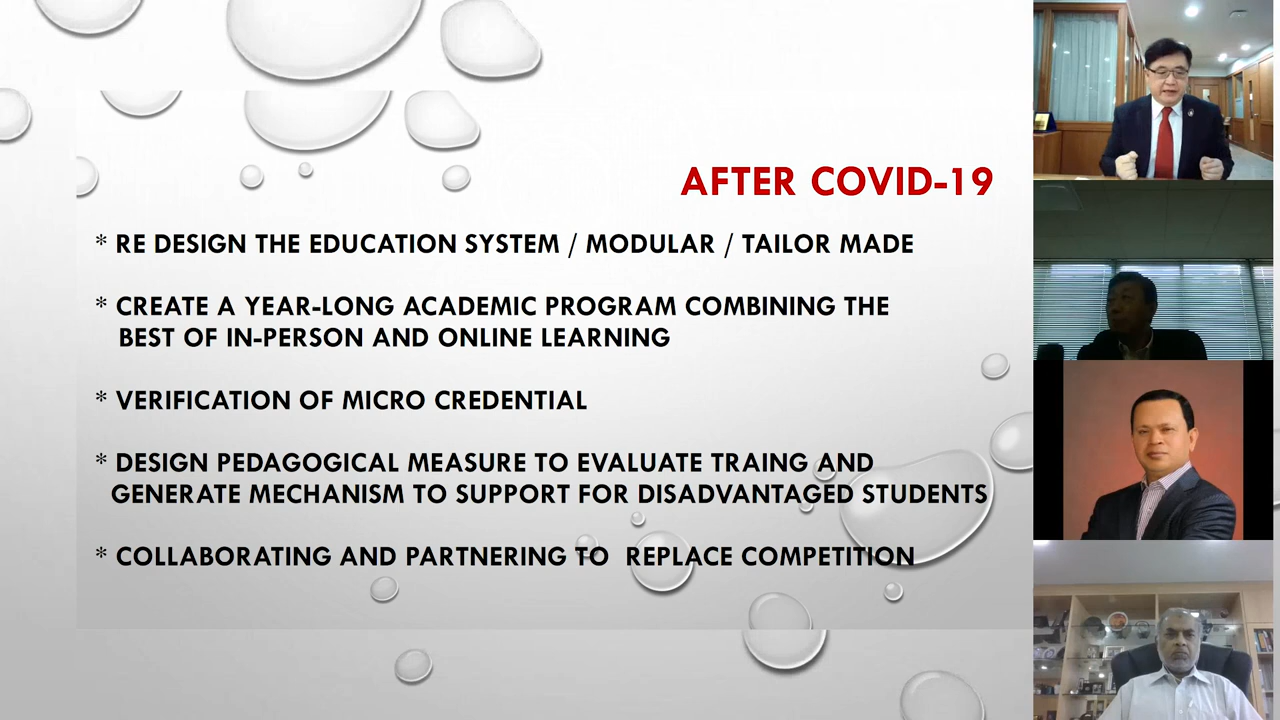 AFTER COVID-19
* RE DESIGN THE EDUCATION SYSTEM / MODULAR / TAILOR MADE
* CREATE A YEAR-LONG ACADEMIC PROGRAM COMBINING THE
BEST OF IN-PERSON AND ONLINE LEARNING
* VERIFICATION OF MICRO CREDENTIAL
* DESIGN PEDAGOGICAL MEASURE TO EVALUATE TRAING AND
GENERATE MECHANISM TO SUPPORT FOR DISADVANTAGED STUDENTS
* COLLABORATING AND PARTNERING TO  REPLACE COMPETITION